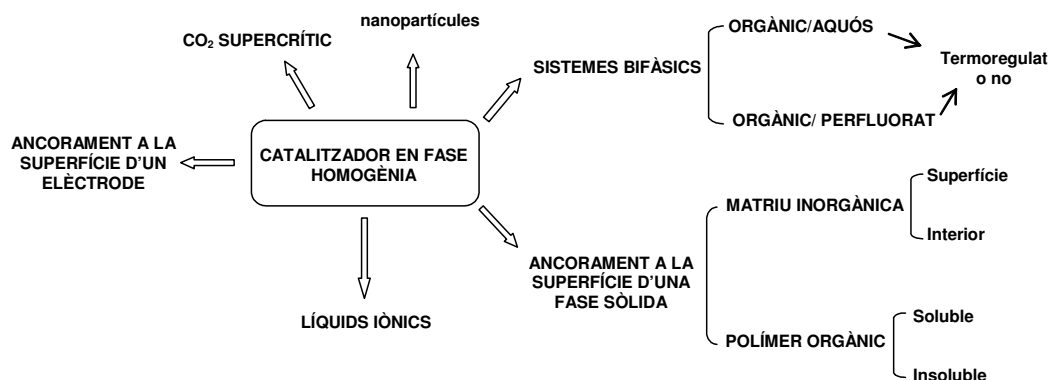 nanopartícules
CO₂ SUPERCRÍTIC
ORGÀNIC/AQUÓS
SISTEMES BIFÀSICS
Termoregulat
o no
ORGÀNIC/ PERFLUORAT
ANCORAMENT A LA
SUPERFÍCIE D'UN
ELÈCTRODE
CATALITZADOR EN FASE
HOMOGÈNIA
Superfície
MATRIU INORGÀNICA
Interior
ANCORAMENT A LA
SUPERFÍCIE D'UNA
FASE SÒLIDA
LÍQUIDS IÒNICS
Soluble
POLÍMER ORGÀNIC
Insoluble